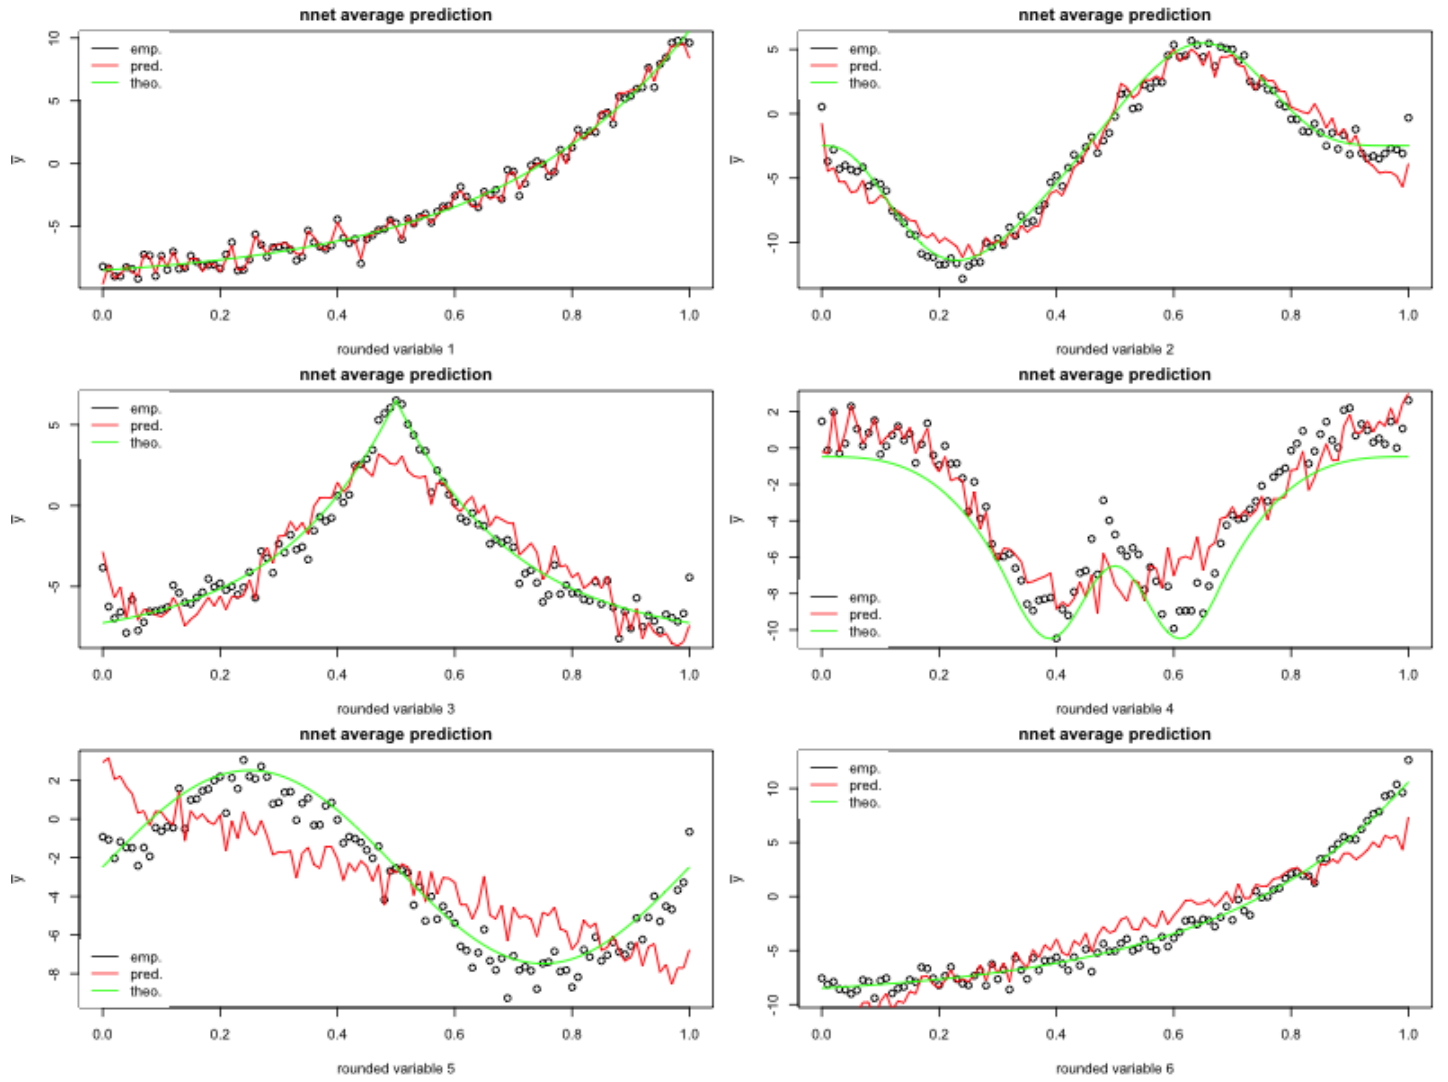 nnet average prediction
emp.
pred.
theo.
10
5
0
-5
y̅
0.0 0.2 0.4 0.6 0.8 1.0
rounded variable 1
nnet average prediction
emp.
pred.
theo.
5
0
-5
-10
y̅
0.0 0.2 0.4 0.6 0.8 1.0
rounded variable 2
nnet average prediction
emp.
pred.
theo.
5
0
-5
y̅
0.0 0.2 0.4 0.6 0.8 1.0
rounded variable 3
nnet average prediction
2
0
-2
-4
-6
-8
-10
y̅
emp.
pred.
theo.
0.0 0.2 0.4 0.6 0.8 1.0
rounded variable 4
nnet average prediction
2
0
-2
-4
-6
-8
y̅
emp.
pred.
theo.
0.0 0.2 0.4 0.6 0.8 1.0
rounded variable 5
nnet average prediction
emp.
pred.
theo.
10
5
0
-5
-10
y̅
0.0 0.2 0.4 0.6 0.8 1.0
rounded variable 6